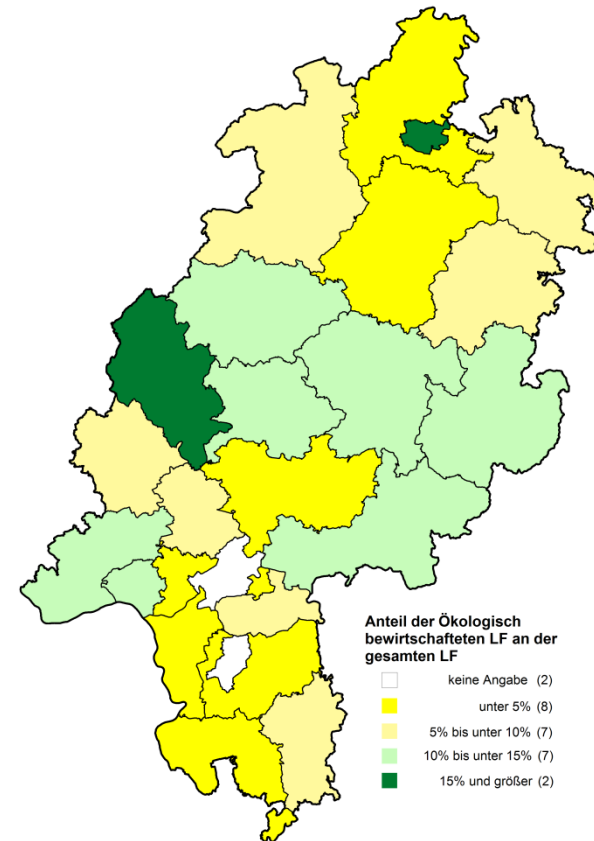 Anteil der Ökologisch
bewirtschafteten LF an der
gesamten LF
keine Angabe (2)
unter 5% (8)
5% bis unter 10% (7)
10% bis unter 15% (7)
15% und größer (2)